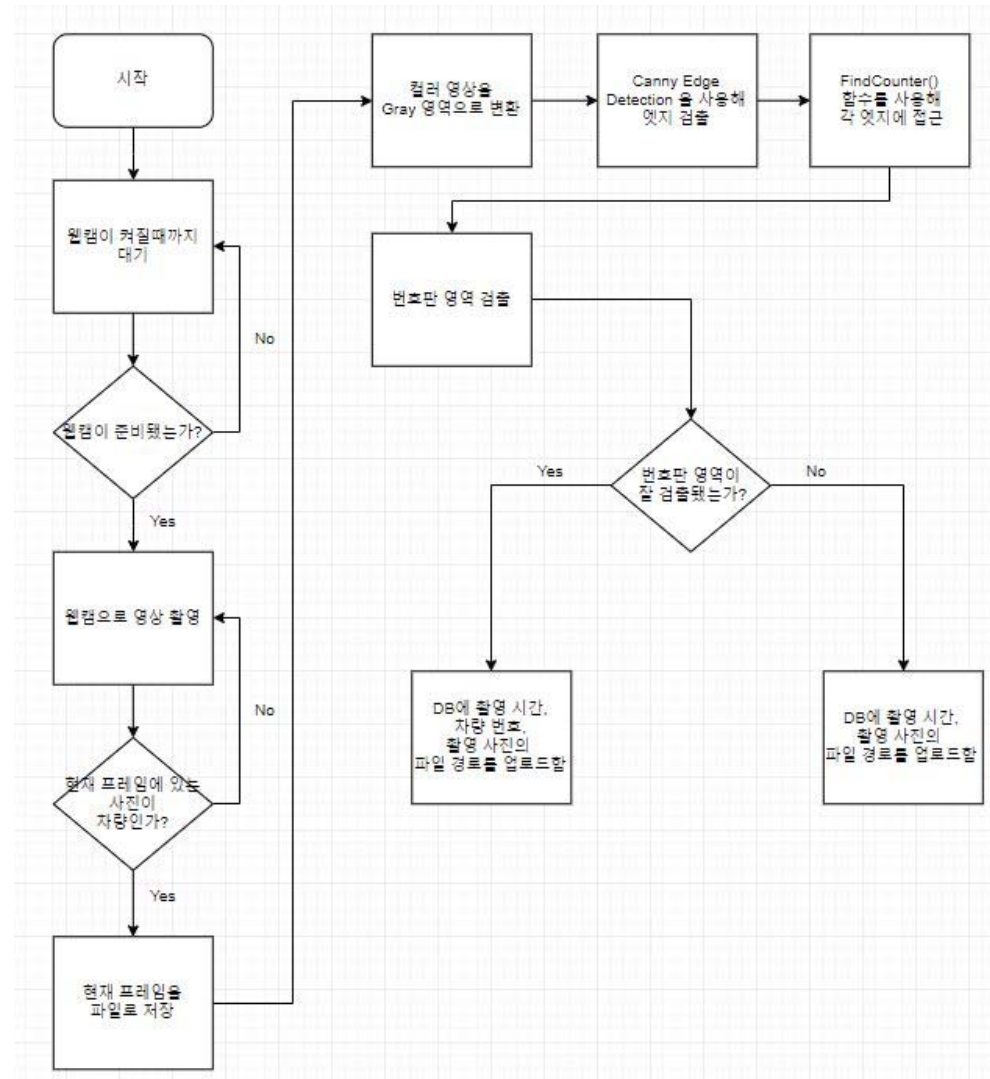 시작
웹캠이 켜질때까지
대기
No
웹캠이 준비됐는가?
Yes
웹캠으로 영상 촬영
No
현재 프레임에 있는
사진이
차량인가?
Yes
현재 프레임을
파일로 저장
컬러 영상을
Gray 영역으로 변환
Canny Edge
Detection 을 사용해
엣지 검출
FindCounter()
함수를 사용해
각 엣지에 접근
번호판 영역 검출
번호판 영역이
잘 검출됐는가?
Yes
No
DB에 촬영 시간,
차량 번호,
촬영 사진의
파일 경로를 업로드함
DB에 촬영 시간,
촬영 사진의
파일 경로를 업로드함